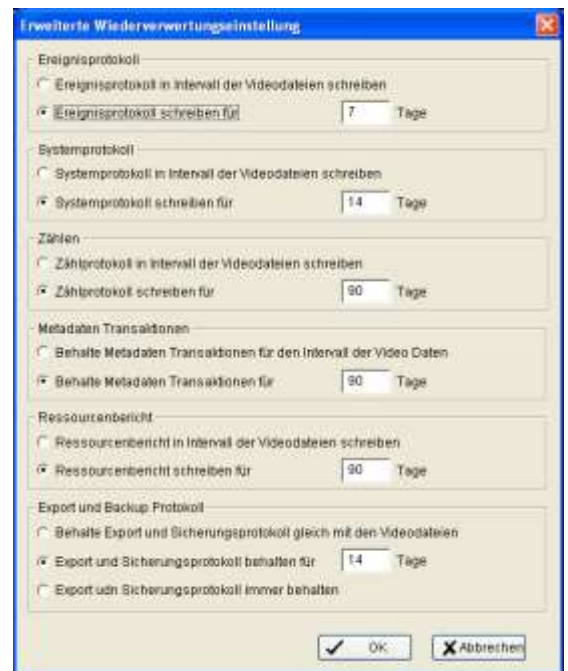 Erweiterte Wiederverwertungseinstellung
Ereignisprotokoll
Ereignisprotokoll in Intervall der Videodateien schreiben
Ereignisprotokoll schreiben für 7 Tage
Systemprotokoll
Systemprotokoll in Intervall der Videodateien schreiben
Systemprotokoll schreiben für 14 Tage
Zählen
Zählprotokoll in Intervall der Videodateien schreiben
Zählprotokoll schreiben für 90 Tage
Metadaten Transaktionen
Behalte Metadaten Transaktionen für den Intervall der Video Daten
Behalte Metadaten Transaktionen für 90 Tage
Ressourcenbericht
Ressourcenbericht in Intervall der Videodateien schreiben
Ressourcenbericht schreiben für 90 Tage
Export und Backup Protokoll
Behalte Export und Sicherungsprotokoll gleich mit den Videodateien
Export und Sicherungsprotokoll behalten für 14 Tage
Export udn Sicherungsprotokoll immer behalten
OK Abbrechen